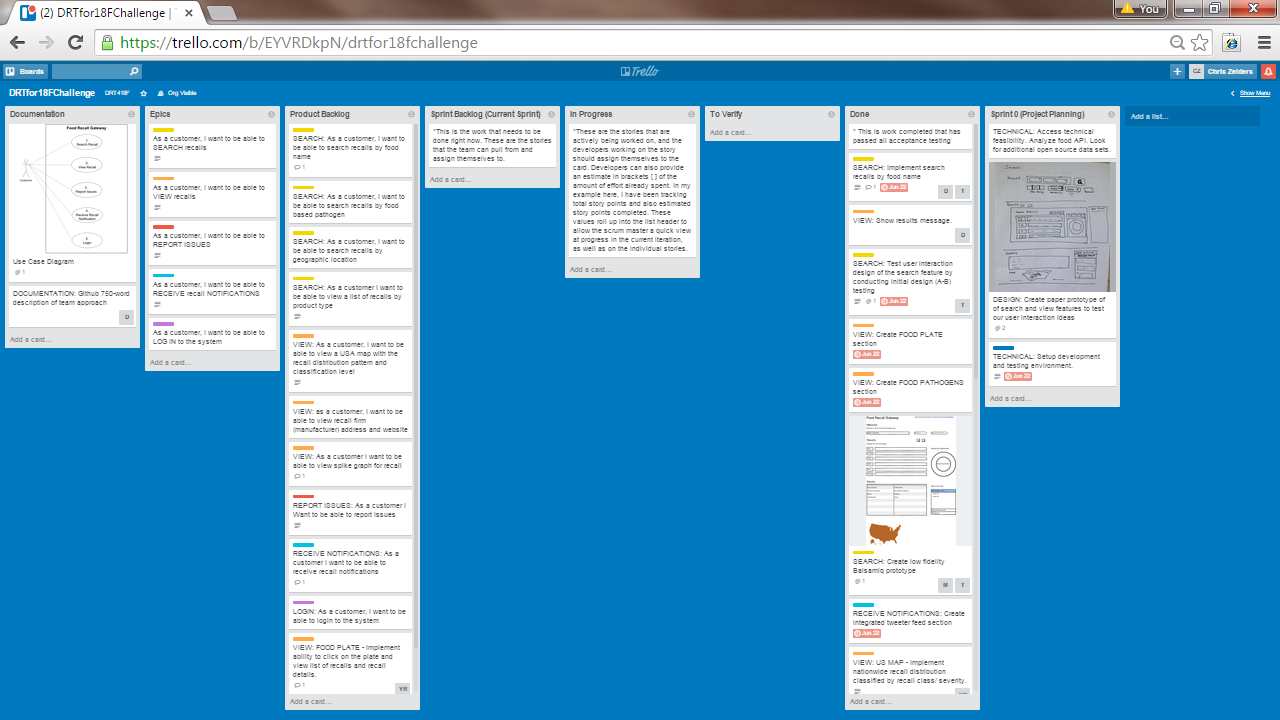 (2) DRTfor18FChallenge |
You
https://trello.com/b/EYVRDkpN/drtfor18fchallenge
Boards
Trello
CZ
Chris Zeiders
DRTfor18FChallenge
DRT418F
Org Visible
Show Menu
Documentation
Food Recall Gateway
Search Recall
View Recall
Report Issues
Receive Recall
Notification
Login
Customer
Use Case Diagram
1
DOCUMENTATION: Github 750-word
description of team approach
D
Add a card...
Epics
As a customer, I want to be able to
SEARCH recalls
As a customer, I want to be able to
VIEW recalls
As a customer, I want to be able to
REPORT ISSUES
As a customer, I want to be able to
RECEIVE recall NOTIFICATIONS
As a customer, I want to be able to
LOG IN to the system
Add a card...
Product Backlog
SEARCH: As a customer, I want to
be able to search recalls by food
name
1
SEARCH: As a customer, I want to
be able to search recalls by food
based pathogen
SEARCH: As a customer, I want to
be able to search recalls by
geographic location
SEARCH: As a customer I want to
be able to view a list of recalls by
product type
VIEW: As a customer, I want to be
able to view a USA map with the
recall distribution pattern and
classification level
VIEW: as a customer, I want to be
able to view recall firm
(manufacturer) address and website
VIEW: As a customer I want to be
able to view spike graph for recall
1
REPORT ISSUES: As a customer I
Want to be able to report issues
RECEIVE NOTIFICATIONS: As a
customer I want to be able to
receive recall notifications
1
LOGIN: As a customer, I want to be
able to login to the system
VIEW: FOOD PLATE - Implement
ability to click on the plate and
view list of recalls and recall
details.
1
YR
Add a card...
Sprint Backlog (Current Sprint)
*This is the work that needs to be
done right now. These are the stories
that the team can pull from and
assign themselves to.
Add a card...
In Progress
*These are the stories that are
actively being worked on, and the
developers working on the story
should assign themselves to the
card. Developers can also provide
an estimate in brackets [ ] of the
amount of effort already spent. In my
example here, I have been tracking
total story points and also estimated
story points completed. These
values roll up into the list header to
allow the scrum master a quick view
at progress in the current iteration,
as well as on the individual stories.
Add a card...
To Verify
Add a card...
Done
* This is work completed that has
passed all acceptance testing
SEARCH: Implement search
recalls by food name
1
Jun 22
D
T
VIEW: Show results message.
D
SEARCH: Test user interaction
design of the search feature by
conducting initial design (A-B)
testing
1
Jun 22
T
VIEW: Create FOOD PLATE
section
Jun 22
VIEW: Create FOOD PATHOGENS
section
Jun 22
Food Recall Gateway
SEARCH: Create low fidelity
Balsamiq prototype
1
M
T
RECEIVE NOTIFICATIONS: Create
integrated tweeter feed section
Jun 22
VIEW: US MAP - Implement
nationwide recall distribution
classified by recall class/ severity.
Add a card...
Sprint 0 (Project Planning)
TECHNICAL: Access technical
feasibility. Analyze food API. Look
for additional open source data sets.
DESIGN: Create paper prototype of
of search and view features to test
our user interaction ideas
2
TECHNICAL: Setup development
and testing environment.
Jun 22
Add a card...
Add a list...